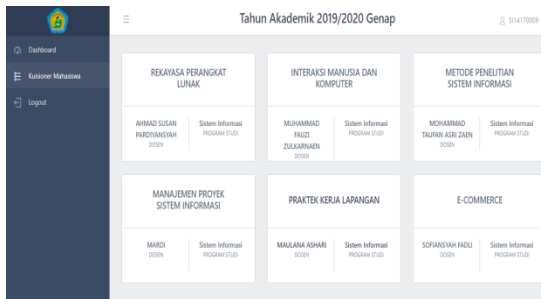 Tahun Akademik 2019/2020 Genap
SI14170009
Dashboard
Kuisioner Mahasiswa
Logout
REKAYASA PERANGKAT
LUNAK
AHMAD SUSAN
PARDIYANSYAH
DOSEN
Sistem Informasi
PROGRAM STUDI
INTERAKSI MANUSIA DAN
KOMPUTER
MUHAMMAD
FAUZI
ZULKARNAEN
DOSEN
Sistem Informasi
PROGRAM STUDI
METODE PENELITIAN
SISTEM INFORMASI
MOHAMMAD
TAUFAN ASRI ZAEN
DOSEN
Sistem Informasi
PROGRAM STUDI
MANAJEMEN PROYEK
SISTEM INFORMASI
MARDI
DOSEN
Sistem Informasi
PROGRAM STUDI
PRAKTEK KERJA LAPANGAN
MAULANA ASHARI
DOSEN
Sistem Informasi
PROGRAM STUDI
E-COMMERCE
SOFIANSYAH FADLI
DOSEN
Sistem Informasi
PROGRAM STUDI